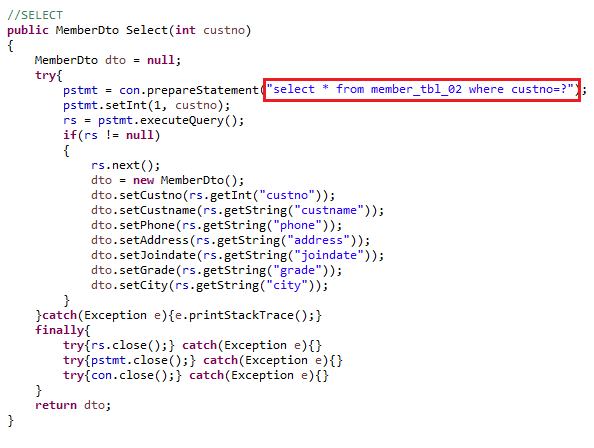 //SELECT
public MemberDto Select(int custno)
{
    MemberDto dto = null;
    try{
        pstmt = con.prepareStatement("select * from member_tbl_02 where custno=?");
        pstmt.setInt(1, custno);
        rs = pstmt.executeQuery();
        if(rs != null)
        {
            rs.next();
            dto = new MemberDto();
            dto.setCustno(rs.getInt("custno"));
            dto.setCustname(rs.getString("custname"));
            dto.setPhone(rs.getString("phone"));
            dto.setAddress(rs.getString("address"));
            dto.setJoindate(rs.getString("joindate"));
            dto.setGrade(rs.getString("grade"));
            dto.setCity(rs.getString("city"));
        }
    }catch(Exception e){e.printStackTrace();}
    finally{
        try{rs.close();} catch(Exception e){}
        try{pstmt.close();} catch(Exception e){}
        try{con.close();} catch(Exception e){}
    }
    return dto;
}